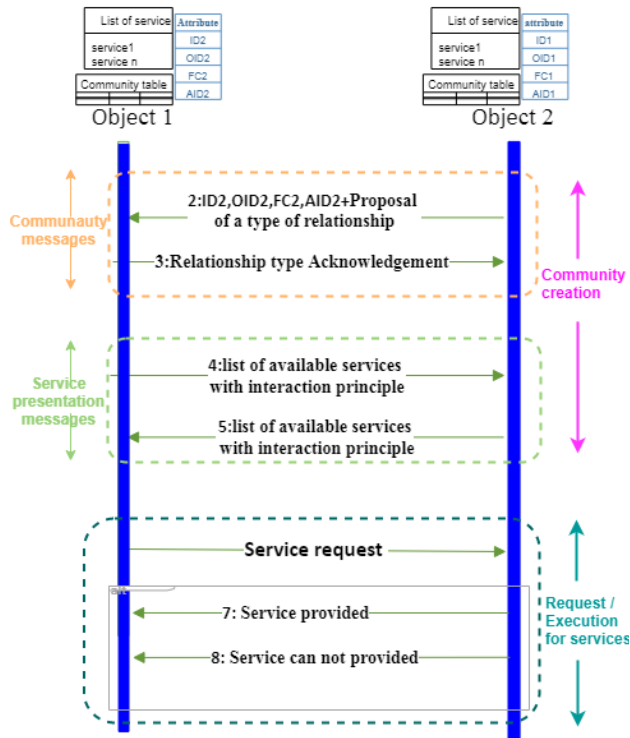 List of service
Attribute
service1
service n
ID2
OID2
FC2
AID2
Community table
Object 1
List of service
attribute
service1
service n
ID1
OID1
FC1
AID1
Community table
Object 2
Communauty
messages
2:ID2,OID2,FC2,AID2+Proposal
of a type of relationship
3:Relationship type Acknowledgement
Community
creation
Service
presentation
messages
4:list of available services
with interaction principle
5:list of available services
with interaction principle
Service request
alt
7: Service provided
8: Service can not provided
Request /
Execution
for services